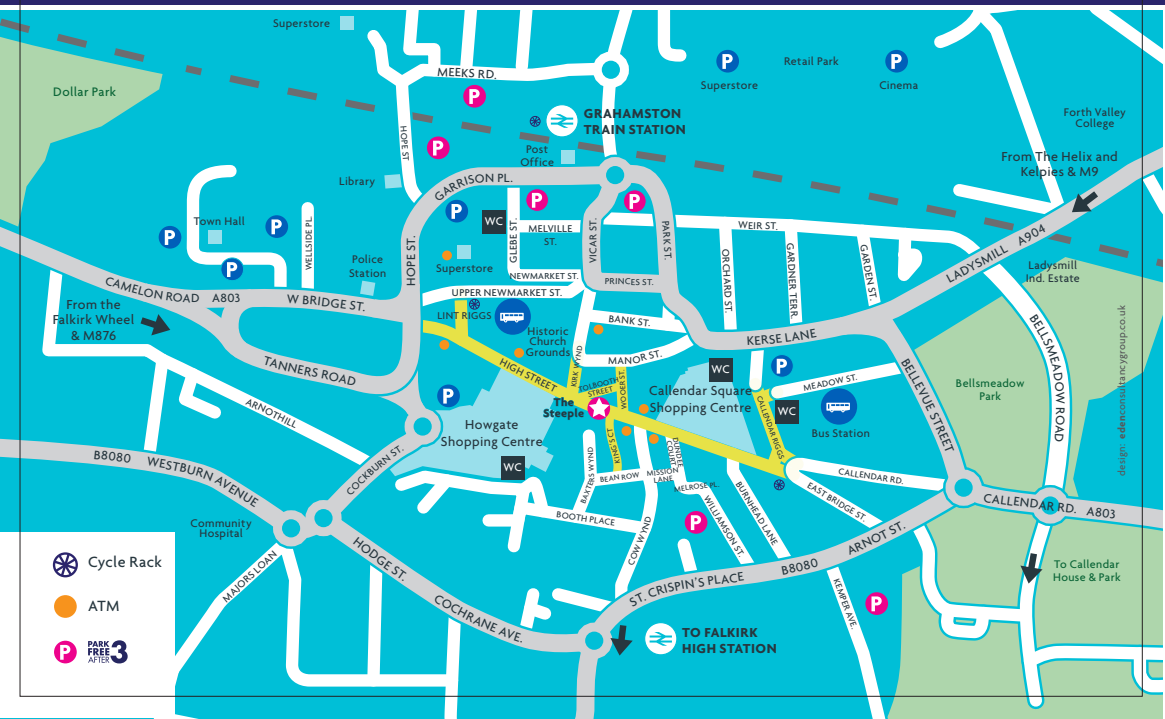 Superstore
MEEKS RD.
P
P
Superstore
Retail Park
P
Cinema
Dollar Park
P
GRAHAMSTON
TRAIN STATION
Forth Valley
College
HOPE ST
P
Post
Office
From The Helix and
Kelpies & M9
Library
GARRISON PL.
P
P
P
WC
Town Hall
P
P
P
WELLSIDE PL.
HOPE ST.
GLEBE ST.
MELVILLE
ST.
VICAR ST.
PARK ST.
WEIR ST.
ORCHARD ST.
GARDNER TERR.
GARDEN ST.
LADYSMILL A904
Ladysmill
Ind. Estate
Police
Station
Superstore
NEWMARKET ST.
PRINCES ST.
CAMELON ROAD A803
W BRIDGE ST.
UPPER NEWMARKET ST.
From the
Falkirk Wheel
& M876
LINT RIGGS
Historic
Church
Grounds
BANK ST.
MANOR ST.
KERSE LANE
BELLSMEADOW ROAD
TANNERS ROAD
HIGH STREET
KIRK WYND
TOLBOOTH
STREET
WOOER ST.
WC
P
MEADOW ST.
BELLEVUE STREET
Bellsmeadow
Park
design: edenconsultancygroup.co.uk
P
The
Steeple
Callendar Square
Shopping Centre
CALLENDAR RIGGS
WC
Bus Station
ARNOTHILL
Howgate
Shopping Centre
WC
KING'S CT.
B8080 WESTBURN AVENUE
COCKBURN ST.
BAXTERS WYND
BEAN ROW
MISSION
LANE
DUNDEE
COURT
MELROSE PL.
CALLENDAR RD.
EAST BRIDGE ST.
CALLENDAR RD. A803
Community
Hospital
BOOTH PLACE
COW WYND
P
WILLIAMSON ST.
BURNHEAD LANE
ARNOT ST.
MAJORS LOAN
HODGE ST.
COCHRANE AVE.
ST. CRISPIN'S PLACE
B8080
KEMPER AVE.
P
To Callendar
House & Park
TO FALKIRK
HIGH STATION
Cycle Rack
ATM
P
PARK
FREE
AFTER
3